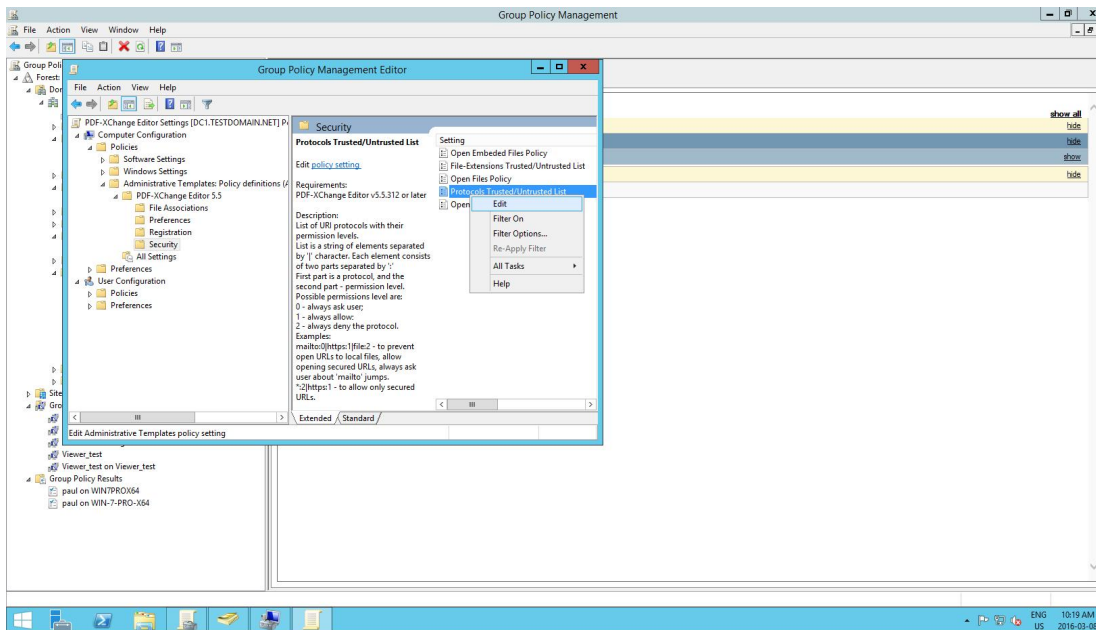 Group Policy Management
File Action View Window Help
Group Poli
Forest:
Dor
Site
Gro
Viewer_test
Viewer_test on Viewer_test
Group Policy Results
paul on WIN7PROX64
paul on WIN-7-PRO-X64
Group Policy Management Editor
File Action View Help
PDF-XChange Editor Settings [DC1.TESTDOMAIN.NET] P
Computer Configuration
Policies
Software Settings
Windows Settings
Administrative Templates: Policy definitions (
PDF-XChange Editor 5.5
File Associations
Preferences
Registration
Security
All Settings
Preferences
User Configuration
Policies
Preferences
Security
Protocols Trusted/Untrusted List
Edit policy setting
Requirements:
PDF-XChange Editor v5.5.312 or later
Description:
List of URI protocols with their
permission levels.
List is a string of elements separated
by '|' character. Each element consists
of two parts separated by ':'
First part is a protocol, and the
second part - permission level.
Possible permissions level are:
0 - always ask user;
1 - always allow;
2 - always deny the protocol.
Examples:
mailto:0|https:1|file:2 - to prevent
open URLs to local files, allow
opening secured URLs, always ask
user about 'mailto' jumps.
*:2|https:1 - to allow only secured
URLs.
Setting
Open Embeded Files Policy
File-Extensions Trusted/Untrusted List
Open Files Policy
Protocols Trusted/Untrusted List
Open
Edit
Filter On
Filter Options...
Re-Apply Filter
All Tasks
Help
Extended Standard
Edit Administrative Templates policy setting
show all
hide
hide
show
hide
ENG 10:19 AM
US 2016-03-08